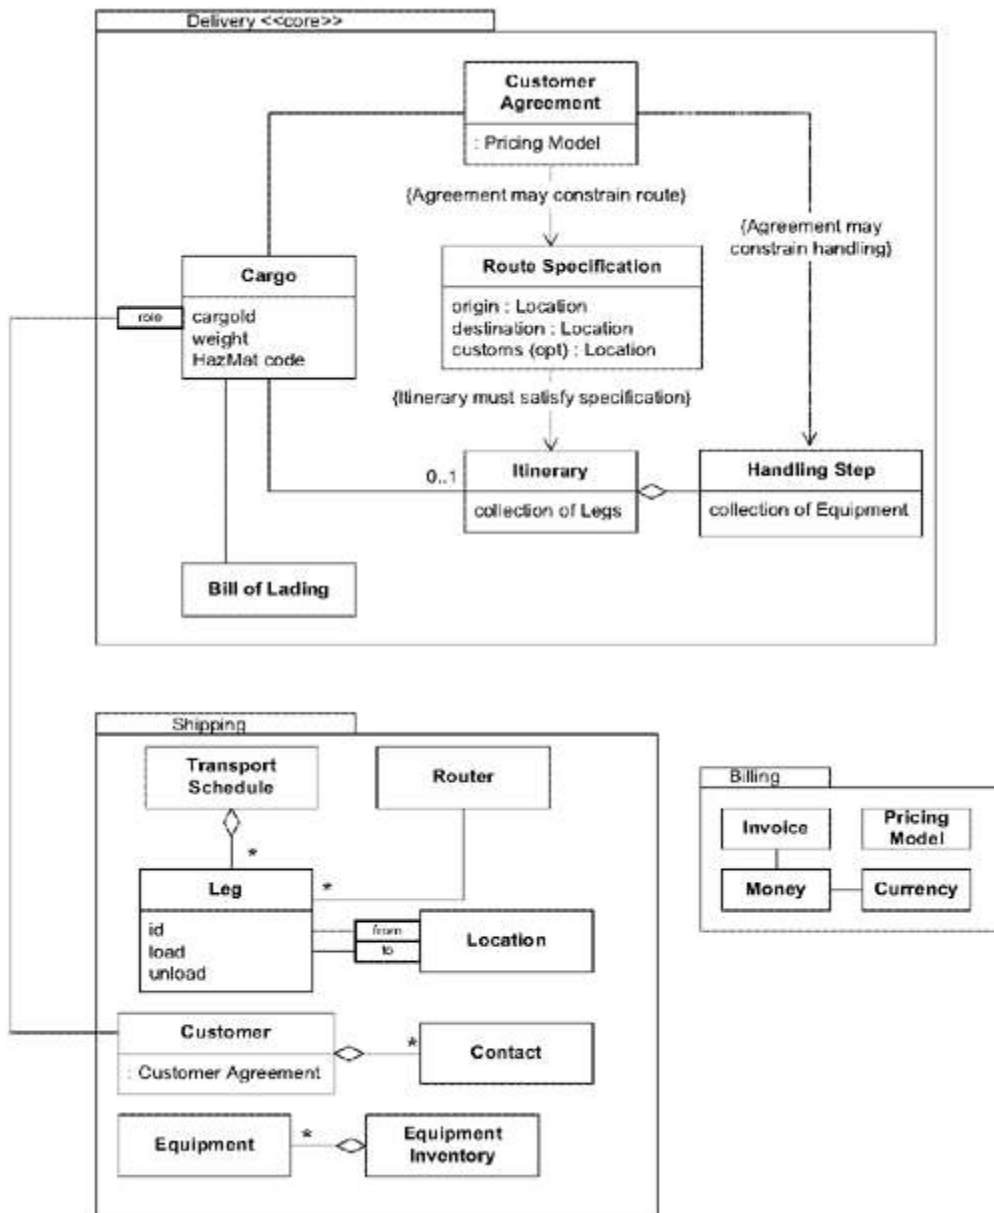 Delivery <<core>>
Customer
Agreement
: Pricing Model
{Agreement may constrain route}
{Agreement may
constrain handling}
Cargo
role
cargoId
weight
HazMat code
Route Specification
origin : Location
destination : Location
customs (opt) : Location
{Itinerary must satisfy specification}
0..1
Itinerary
collection of Legs
Handling Step
collection of Equipment
Bill of Lading
Shipping
Transport
Schedule
Router
*
*
Leg
id
load
unload
from
to
Location
Customer
: Customer Agreement
*
Contact
Equipment
*
Equipment
Inventory
Billing
Invoice
Pricing
Model
Money
Currency